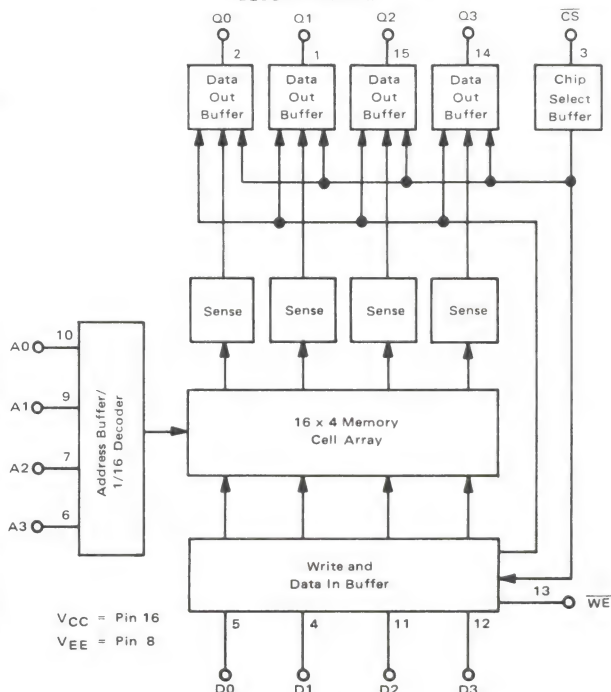 Q0 Q1 Q2 Q3 CS
2 1 15 14 3
Data Out Buffer
Data Out Buffer
Data Out Buffer
Data Out Buffer
Chip Select Buffer
Sense Sense Sense Sense
A0 10
A1 9
A2 7
A3 6
Address Buffer/
1/16 Decoder
16 x 4 Memory
Cell Array
Write and
Data In Buffer
13 WE
VCC = Pin 16
VEE = Pin 8
5 4 11 12
D0 D1 D2 D3